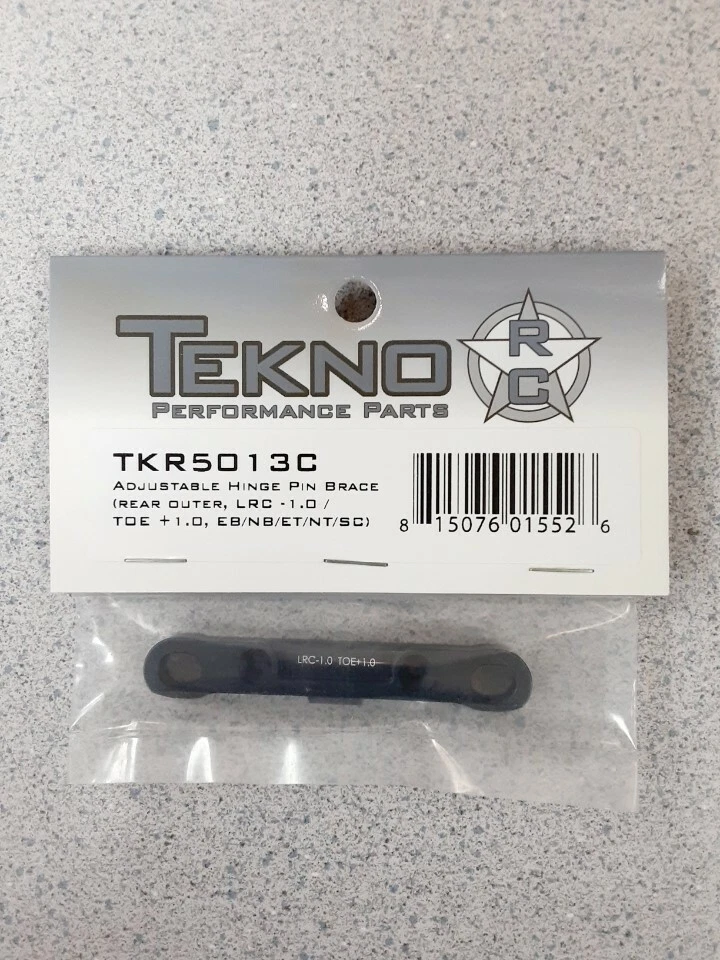 TEKNO
RC
PERFORMANCE PARTS
TKR5013C
ADJUSTABLE HINGE PIN BRACE
(REAR OUTER, LRC -1.0 /
TOE +1.0, EB/NB/ET/NT/SC)
8 15076 01552 6
LRC-1.0 TOE+1.0